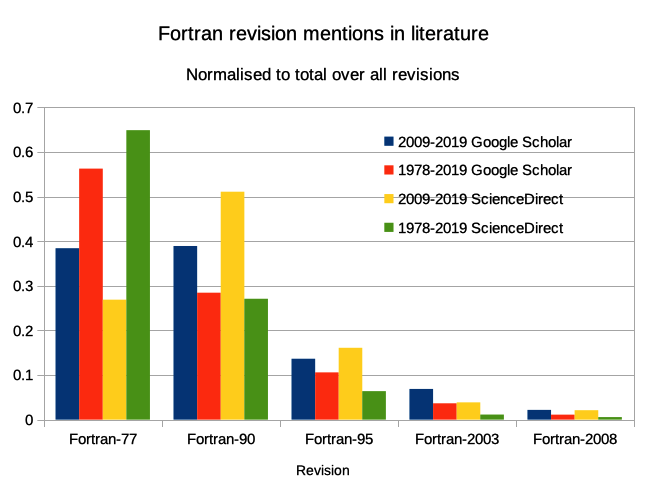 Fortran revision mentions in literature
Normalised to total over all revisions
0.7
0.6
0.5
0.4
0.3
0.2
0.1
0
2009-2019 Google Scholar
1978-2019 Google Scholar
2009-2019 ScienceDirect
1978-2019 ScienceDirect
Fortran-77 Fortran-90 Fortran-95 Fortran-2003 Fortran-2008
Revision